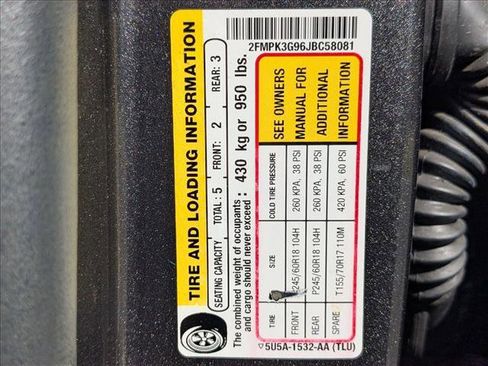 2FMPK3G96JBC58081
TIRE AND LOADING INFORMATION
SEATING CAPACITY TOTAL: 5 FRONT: 2 REAR: 3
The combined weight of occupants
and cargo should never exceed: 430 kg or 950 lbs.
TIRE SIZE COLD TIRE PRESSURE
FRONT 245/60R18 104H 260 KPA, 38 PSI
REAR P245/60R18 104H 260 KPA, 38 PSI
SPARE T155/70R17 110M 420 KPA, 60 PSI
SEE OWNERS
MANUAL FOR
ADDITIONAL
INFORMATION
5U5A-1532-AA (TLU)